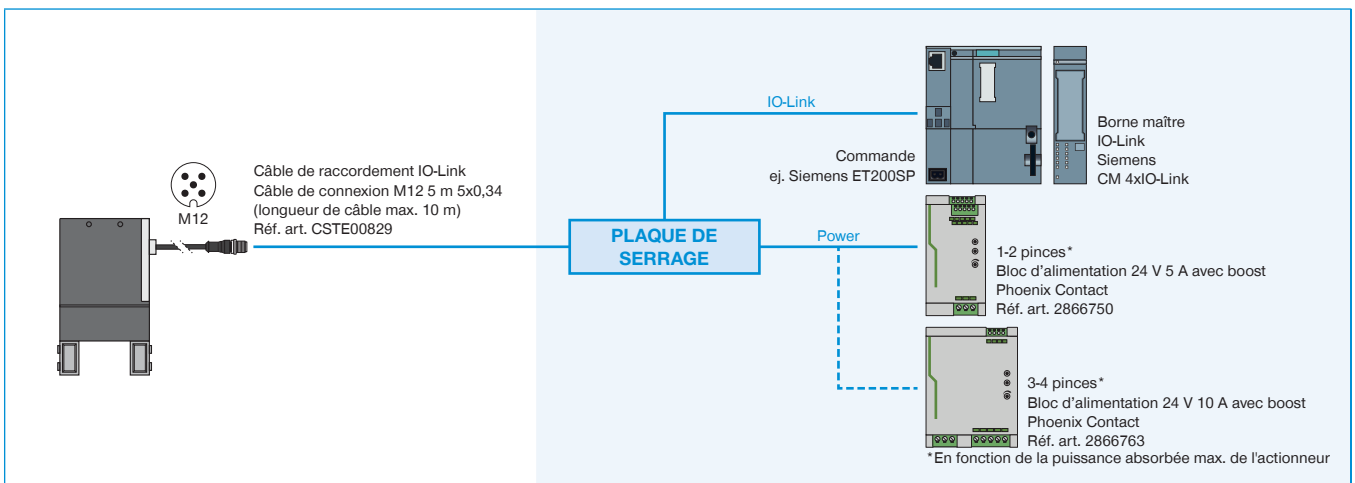 M12
Câble de raccordement IO-Link
Câble de connexion M12 5 m 5x0,34
(longueur de câble max. 10 m)
Réf. art. CSTE00829
PLAQUE DE
SERRAGE
IO-Link
Commande
ej. Siemens ET200SP
Borne maître
IO-Link
Siemens
CM 4xIO-Link
Power
1-2 pinces*
Bloc d'alimentation 24 V 5 A avec boost
Phoenix Contact
Réf. art. 2866750
3-4 pinces*
Bloc d'alimentation 24 V 10 A avec boost
Phoenix Contact
Réf. art. 2866763
*En fonction de la puissance absorbée max. de l'actionneur